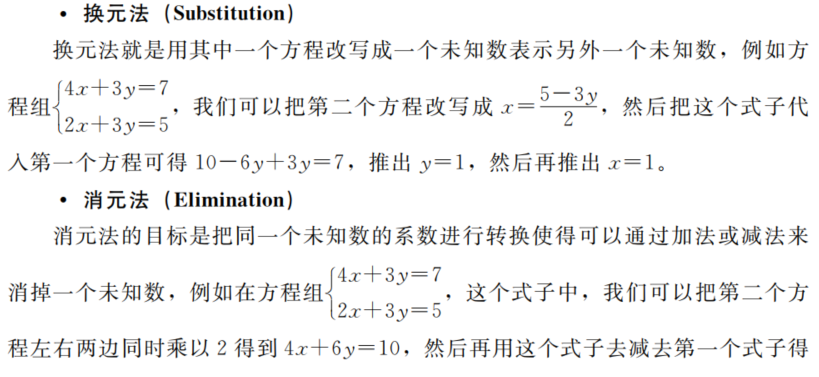 • 换元法（Substitution）
换元法就是用其中一个方程改写成一个未知数表示另外一个未知数，例如方
程组{4x+3y=7
2x+3y=5，我们可以把第二个方程改写成 x=(5-3y)/2，然后把这个式子代
入第一个方程可得 10-6y+3y=7，推出 y=1，然后再推出 x=1。
• 消元法（Elimination）
消元法的目标是把同一个未知数的系数进行转换使得可以通过加法或减法来
消掉一个未知数，例如在方程组{4x+3y=7
2x+3y=5，这个式子中，我们可以把第二个方
程左右两边同时乘以 2 得到 4x+6y=10，然后再用这个式子去减去第一个式子得